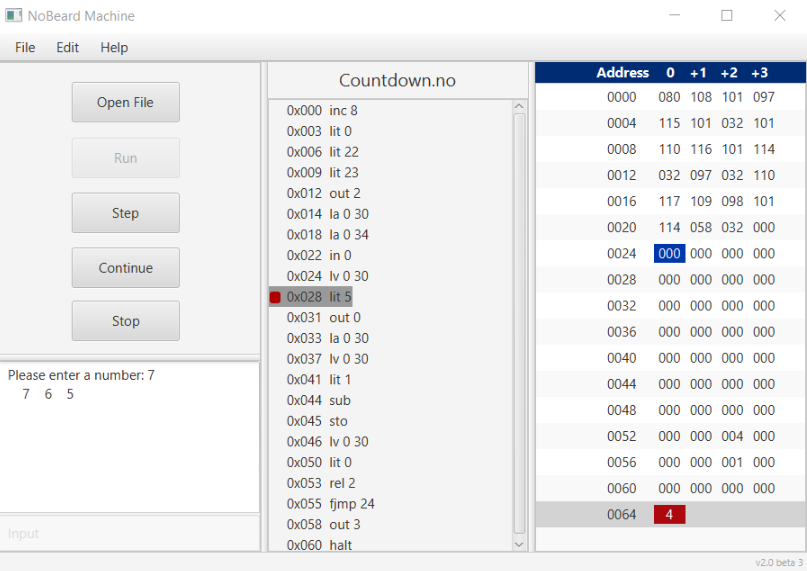 NoBeard Machine
File Edit Help
Open File
Run
Step
Continue
Stop
Please enter a number: 7
7 6 5
Input
Countdown.no
0x000 inc 8
0x003 lit 0
0x006 lit 22
0x009 lit 23
0x012 out 2
0x014 la 0 30
0x018 la 0 34
0x022 in 0
0x024 lv 0 30
0x028 lit 5
0x031 out 0
0x033 la 0 30
0x037 lv 0 30
0x041 lit 1
0x044 sub
0x045 sto
0x046 lv 0 30
0x050 lit 0
0x053 rel 2
0x055 fjmp 24
0x058 out 3
0x060 halt
Address 0 +1 +2 +3
0000 080 108 101 097
0004 115 101 032 101
0008 110 116 101 114
0012 032 097 032 110
0016 117 109 098 101
0020 114 058 032 000
0024 000 000 000 000
0028 000 000 000 000
0032 000 000 000 000
0036 000 000 000 000
0040 000 000 000 000
0044 000 000 000 000
0048 000 000 000 000
0052 000 000 004 000
0056 000 000 001 000
0060 000 000 000 000
0064 4
v2.0 beta 3